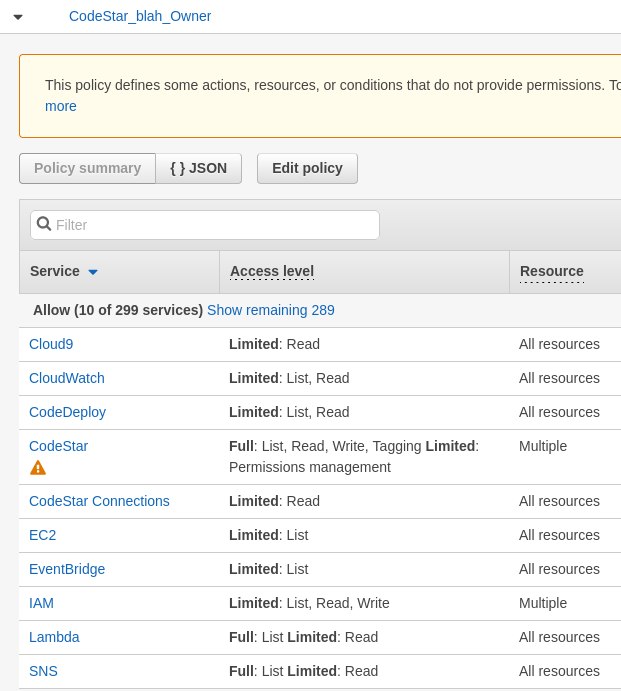 CodeStar_blah_Owner
This policy defines some actions, resources, or conditions that do not provide permissions. To
more
Policy summary { } JSON Edit policy
Filter
Service Access level Resource
Allow (10 of 299 services) Show remaining 289
Cloud9 Limited: Read All resources
CloudWatch Limited: List, Read All resources
CodeDeploy Limited: List, Read All resources
CodeStar Full: List, Read, Write, Tagging Limited: Multiple
Permissions management
CodeStar Connections Limited: Read All resources
EC2 Limited: List All resources
EventBridge Limited: List All resources
IAM Limited: List, Read, Write Multiple
Lambda Full: List Limited: Read All resources
SNS Full: List Limited: Read All resources